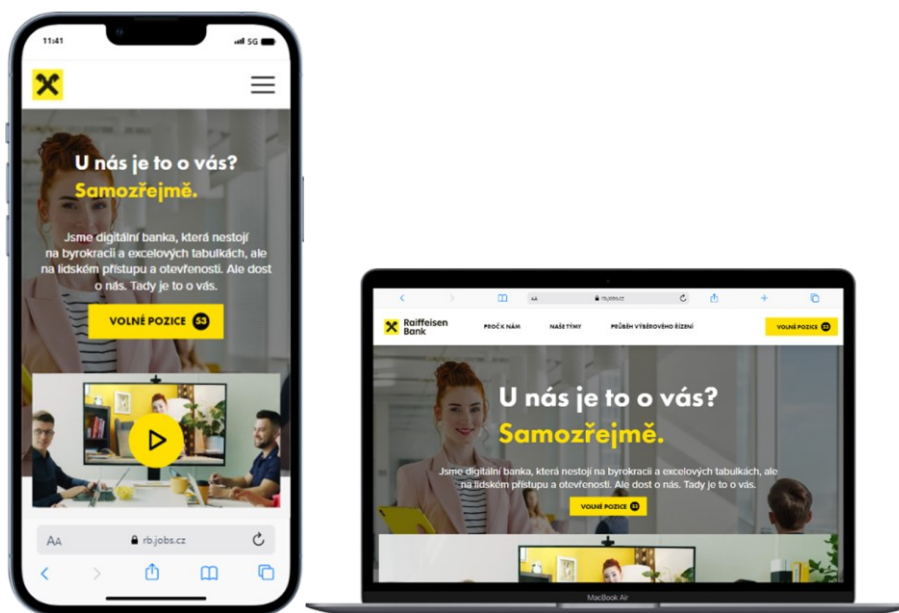 11:41
5G
U nás je to o vás?
Samozřejmě.
Jsme digitální banka, která nestojí
na byrokracii a excelových tabulkách, ale
na lidském přístupu a otevřenosti. Ale dost
o nás. Tady je to o vás.
VOLNÉ POZICE 53
AA
rb.jobs.cz
AA
rb.jobs.cz
Raiffeisen
Bank
PROČ K NÁM
NAŠE TÝMY
PRŮBĚH VÝBĚROVÉHO ŘÍZENÍ
VOLNÉ POZICE 53
U nás je to o vás?
Samozřejmě.
Jsme digitální banka, která nestojí na byrokracii a excelových tabulkách, ale
na lidském přístupu a otevřenosti. Ale dost o nás. Tady je to o vás.
VOLNÉ POZICE 53
MacBook Air